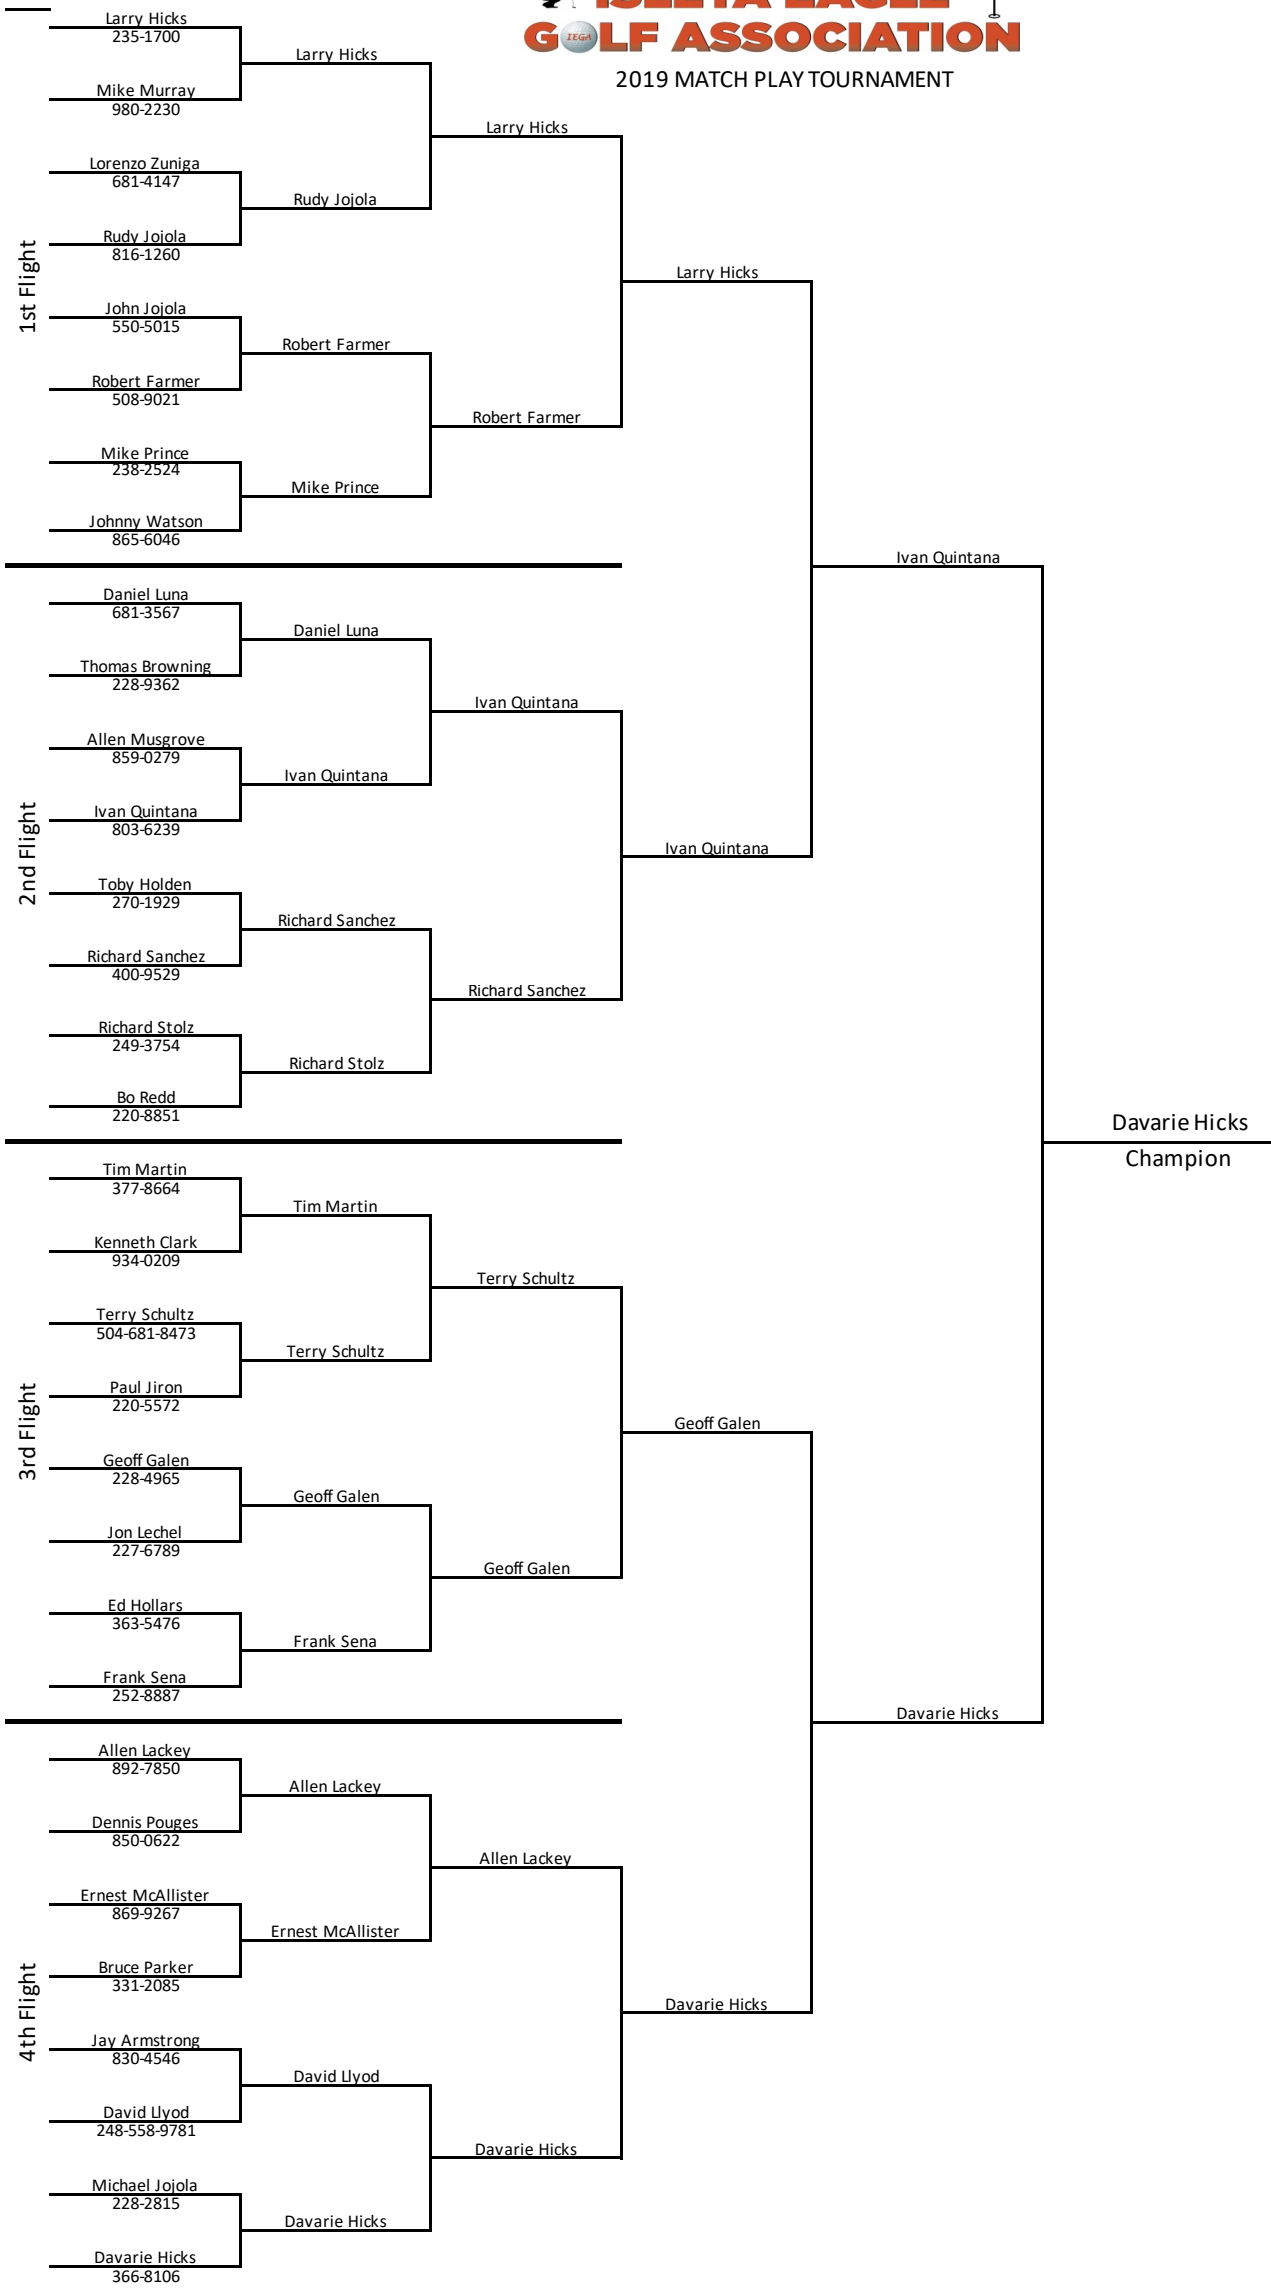 ISLETA EAGLE
GOLF ASSOCIATION
IEGA
2019 MATCH PLAY TOURNAMENT
1st Flight
Larry Hicks
235-1700
Mike Murray
980-2230
Lorenzo Zuniga
681-4147
Rudy Jojola
816-1260
John Jojola
550-5015
Robert Farmer
508-9021
Mike Prince
238-2524
Johnny Watson
865-6046
Larry Hicks
Rudy Jojola
Robert Farmer
Mike Prince
Larry Hicks
Robert Farmer
Larry Hicks
2nd Flight
Daniel Luna
681-3567
Thomas Browning
228-9362
Allen Musgrove
859-0279
Ivan Quintana
803-6239
Toby Holden
270-1929
Richard Sanchez
400-9529
Richard Stolz
249-3754
Bo Redd
220-8851
Daniel Luna
Ivan Quintana
Richard Sanchez
Richard Stolz
Ivan Quintana
Richard Sanchez
Ivan Quintana
Ivan Quintana
3rd Flight
Tim Martin
377-8664
Kenneth Clark
934-0209
Terry Schultz
504-681-8473
Paul Jiron
220-5572
Geoff Galen
228-4965
Jon Lechel
227-6789
Ed Hollars
363-5476
Frank Sena
252-8887
Tim Martin
Terry Schultz
Geoff Galen
Frank Sena
Terry Schultz
Geoff Galen
Geoff Galen
4th Flight
Allen Lackey
892-7850
Dennis Pouges
850-0622
Ernest McAllister
869-9267
Bruce Parker
331-2085
Jay Armstrong
830-4546
David Llyod
248-558-9781
Michael Jojola
228-2815
Davarie Hicks
366-8106
Allen Lackey
Ernest McAllister
David Llyod
Davarie Hicks
Allen Lackey
Davarie Hicks
Davarie Hicks
Davarie Hicks
Davarie Hicks
Champion